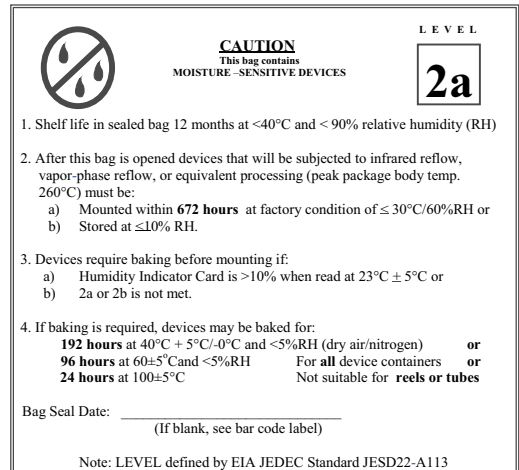 L E V E L
CAUTION
This bag contains
MOISTURE –SENSITIVE DEVICES
2a
1. Shelf life in sealed bag 12 months at <40°C and < 90% relative humidity (RH)
2. After this bag is opened devices that will be subjected to infrared reflow,
vapor-phase reflow, or equivalent processing (peak package body temp.
260°C) must be:
a) Mounted within 672 hours at factory condition of ≤ 30°C/60%RH or
b) Stored at ≤10% RH.
3. Devices require baking before mounting if:
a) Humidity Indicator Card is >10% when read at 23°C ± 5°C or
b) 2a or 2b is not met.
4. If baking is required, devices may be baked for:
192 hours at 40°C + 5°C/-0°C and <5%RH (dry air/nitrogen) or
96 hours at 60±5°Cand <5%RH For all device containers or
24 hours at 100±5°C Not suitable for reels or tubes
Bag Seal Date: ______________________________
(If blank, see bar code label)
Note: LEVEL defined by EIA JEDEC Standard JESD22-A113